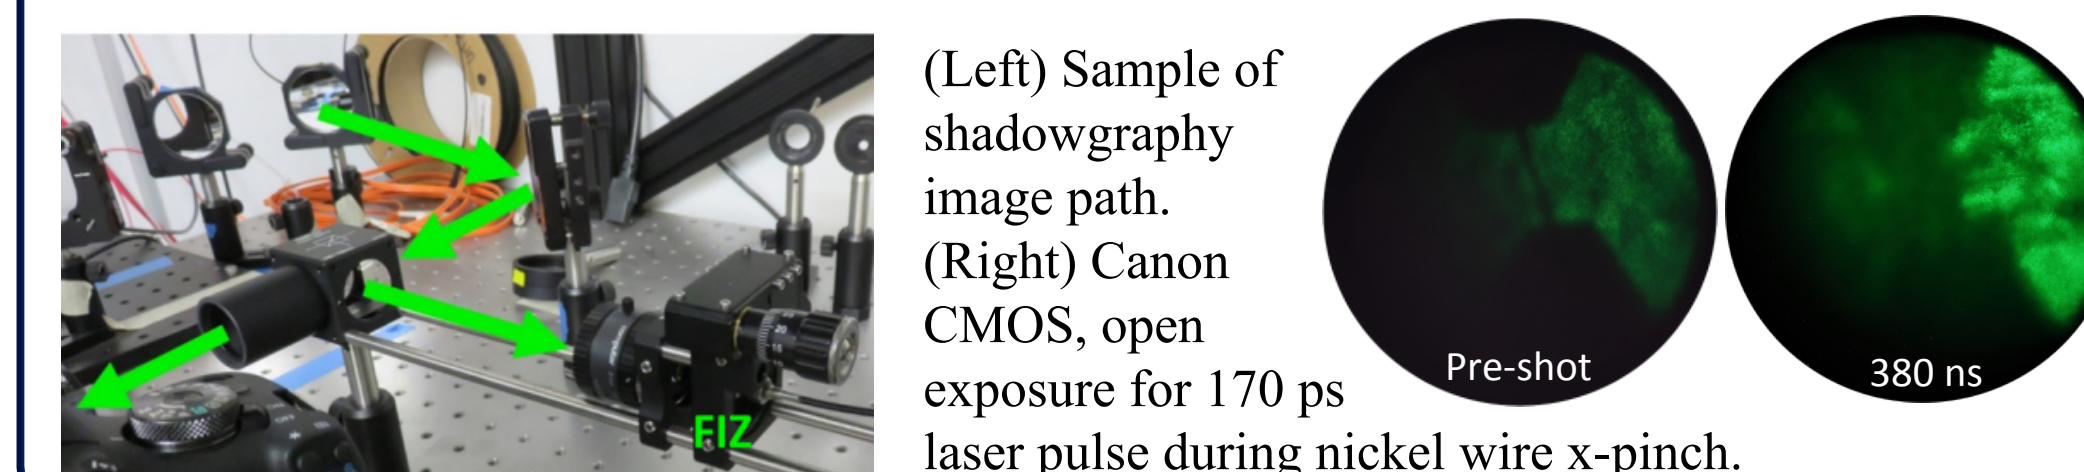 (Left) Sample of
shadowgraphy
image path.
(Right) Canon
CMOS, open
exposure for 170 ps
laser pulse during nickel wire x-pinch.
Pre-shot
380 ns
FIZ